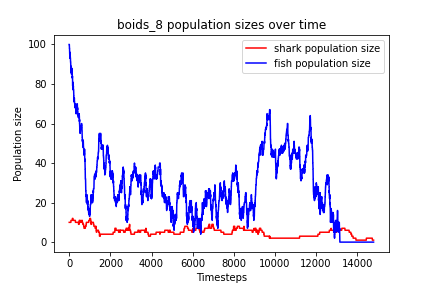 boids_8 population sizes over time
shark population size
fish population size
Population size
100
80
60
40
20
0
0 2000 4000 6000 8000 10000 12000 14000
Timesteps